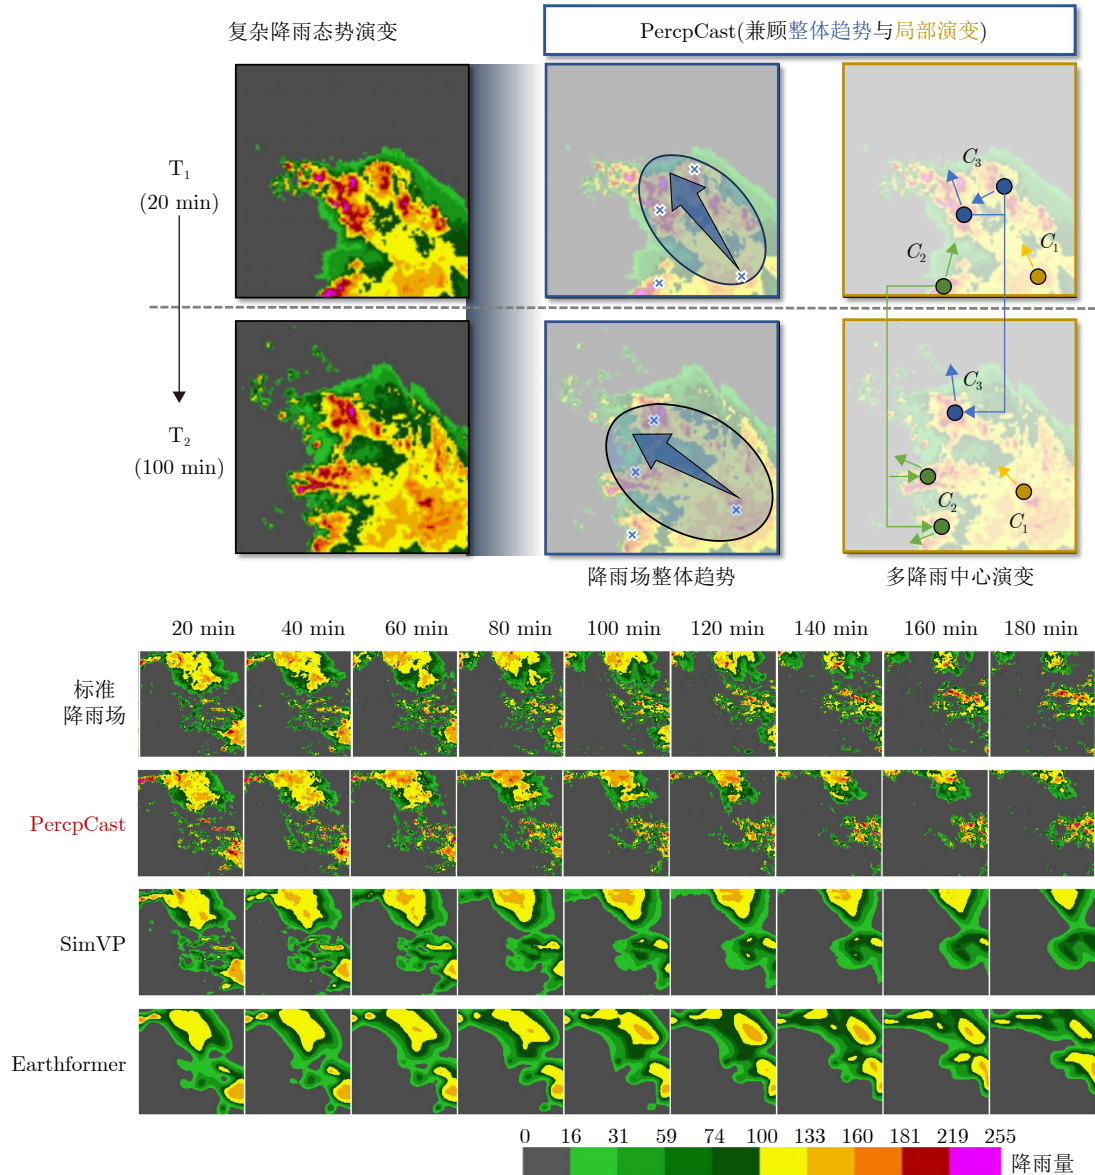 复杂降雨态势演变
PercpCast(兼顾整体趋势与局部演变)
T₁
(20 min)
C₃
C₂
C₁
T₂
(100 min)
C₃
C₂
C₁
降雨场整体趋势
多降雨中心演变
20 min 40 min 60 min 80 min 100 min 120 min 140 min 160 min 180 min
标准
降雨场
PercpCast
SimVP
Earthformer
0 16 31 59 74 100 133 160 181 219 255
降雨量